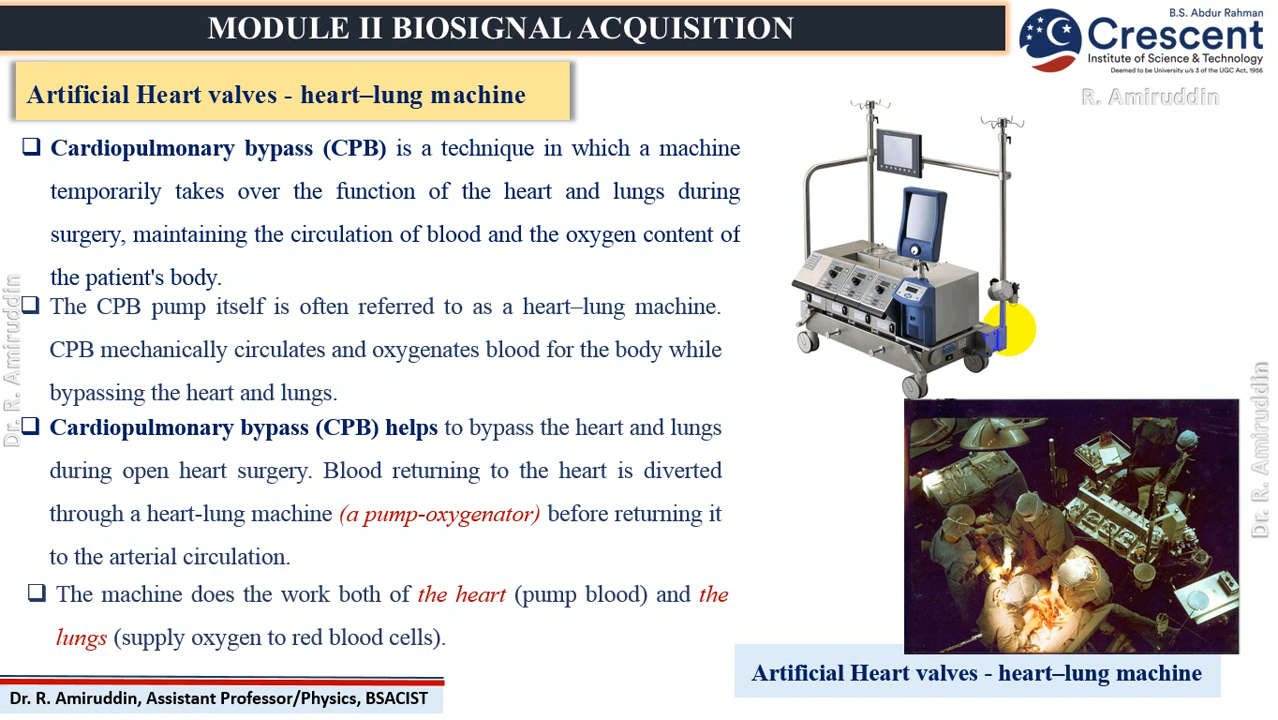 MODULE II BIOSIGNAL ACQUISITION
B.S. Abdur Rahman
Crescent
Institute of Science & Technology
Deemed to be University u/s 3 of the UGC Act, 1956
R. Amiruddin
Artificial Heart valves - heart–lung machine
❑ Cardiopulmonary bypass (CPB) is a technique in which a machine
temporarily takes over the function of the heart and lungs during
surgery, maintaining the circulation of blood and the oxygen content of
the patient's body.
❑ The CPB pump itself is often referred to as a heart–lung machine.
CPB mechanically circulates and oxygenates blood for the body while
bypassing the heart and lungs.
❑ Cardiopulmonary bypass (CPB) helps to bypass the heart and lungs
during open heart surgery. Blood returning to the heart is diverted
through a heart-lung machine (a pump-oxygenator) before returning it
to the arterial circulation.
❑ The machine does the work both of the heart (pump blood) and the
lungs (supply oxygen to red blood cells).
Dr. R. Amiruddin
Dr. R. Amiruddin
Artificial Heart valves - heart–lung machine
Dr. R. Amiruddin, Assistant Professor/Physics, BSACIST